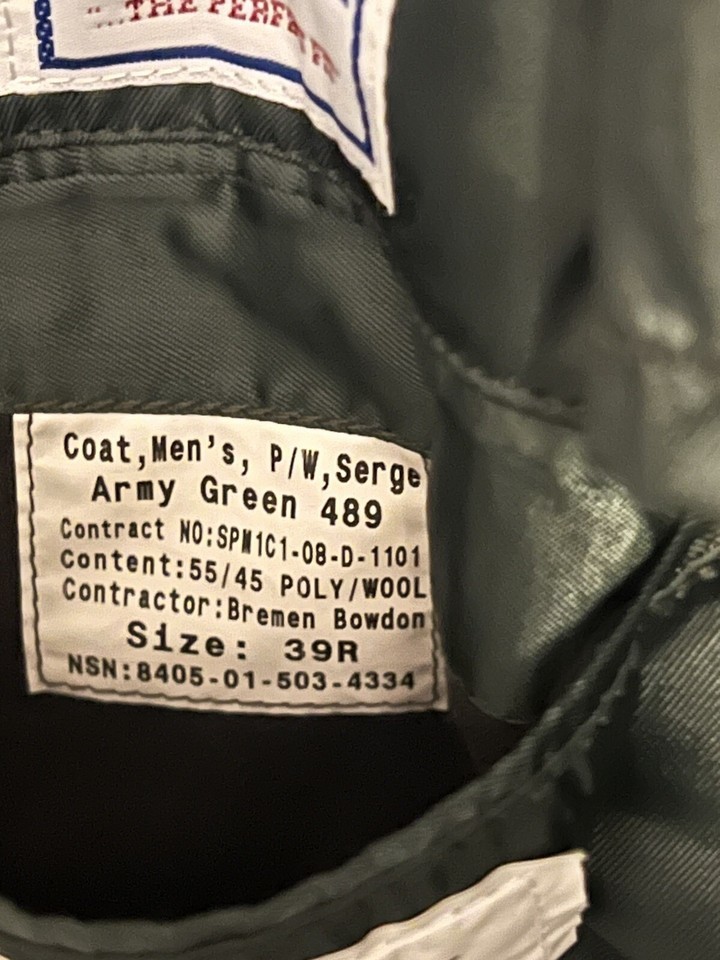 "...THE PERFE
Coat,Men's, P/W,Serge
Army Green 489
Contract NO:SPM1C1-08-D-1101
Content:55/45 POLY/WOOL
Contractor:Bremen Bowdon
Size: 39R
NSN:8405-01-503-4334